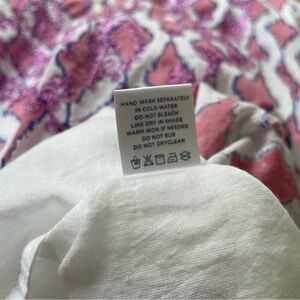 HAND WASH SEPARATELY
IN COLD WATER
DO NOT BLEACH
LINE DRY IN SHADE
WARM IRON IF NEEDED
DO NOT RUB
DO NOT DRYCLEAN